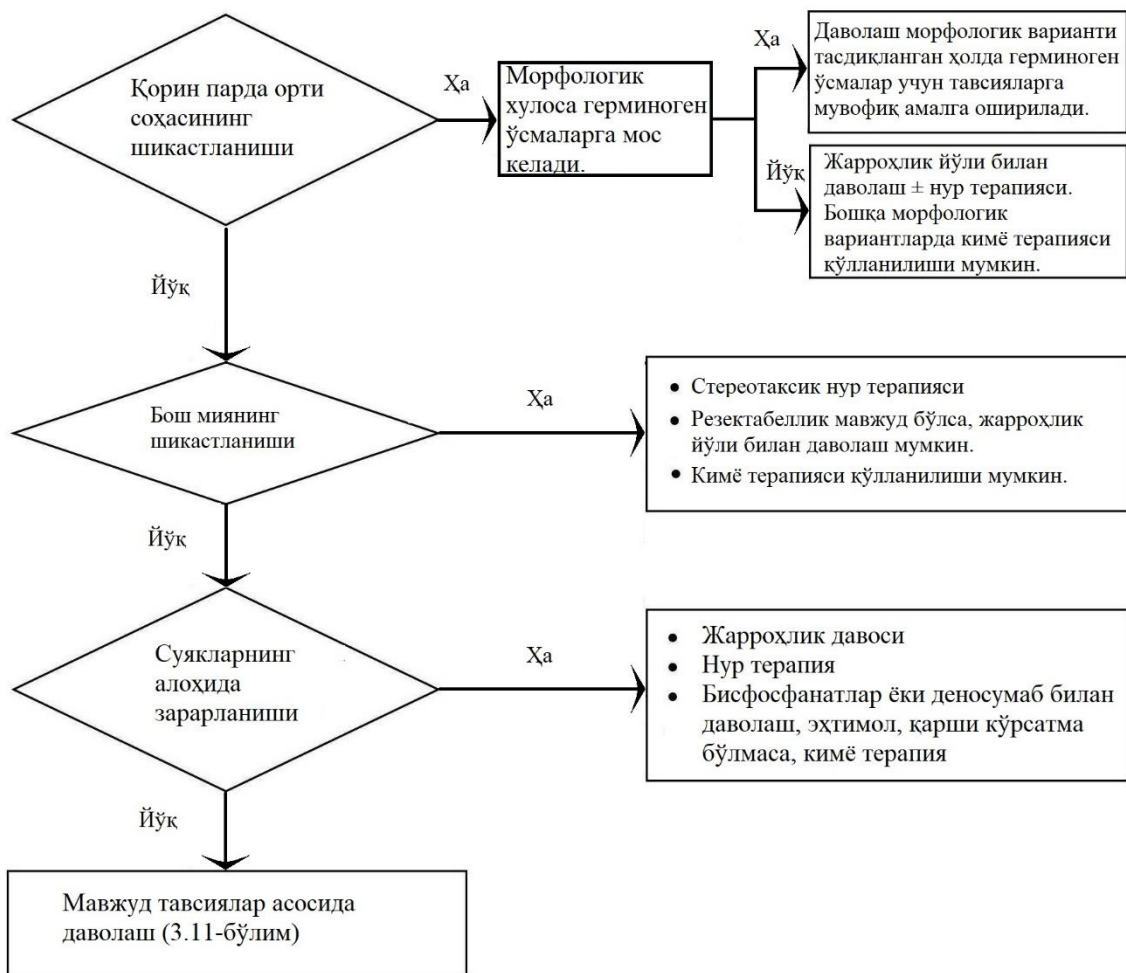 Қорин парда орти
соҳасининг
шикастланиши
Ҳа
Морфологик
хулоса герминоген
ўсмаларга мос
келади.
Ҳа
Даволаш морфологик варианти
тасдиқланган ҳолда герминоген
ўсмалар учун тавсияларга
мувофиқ амалга оширилади.
Йўқ
Жарроҳлик йўли билан
даволаш ± нур терапияси.
Бошқа морфологик
вариантларда кимё терапияси
қўлланилиши мумкин.
Йўқ
Бош миянинг
шикастланиши
Ҳа
• Стереотаксик нур терапияси
• Резектабеллик мавжуд бўлса, жарроҳлик
йўли билан даволаш мумкин.
• Кимё терапияси қўлланилиши мумкин.
Йўқ
Суякларнинг
алоҳида
зарарланиши
Ҳа
• Жарроҳлик давоси
• Нур терапия
• Бисфосфанатлар ёки деносумаб билан
даволаш, эҳтимол, қарши кўрсатма
бўлмаса, кимё терапия
Йўқ
Мавжуд тавсиялар асосида
даволаш (3.11-бўлим)